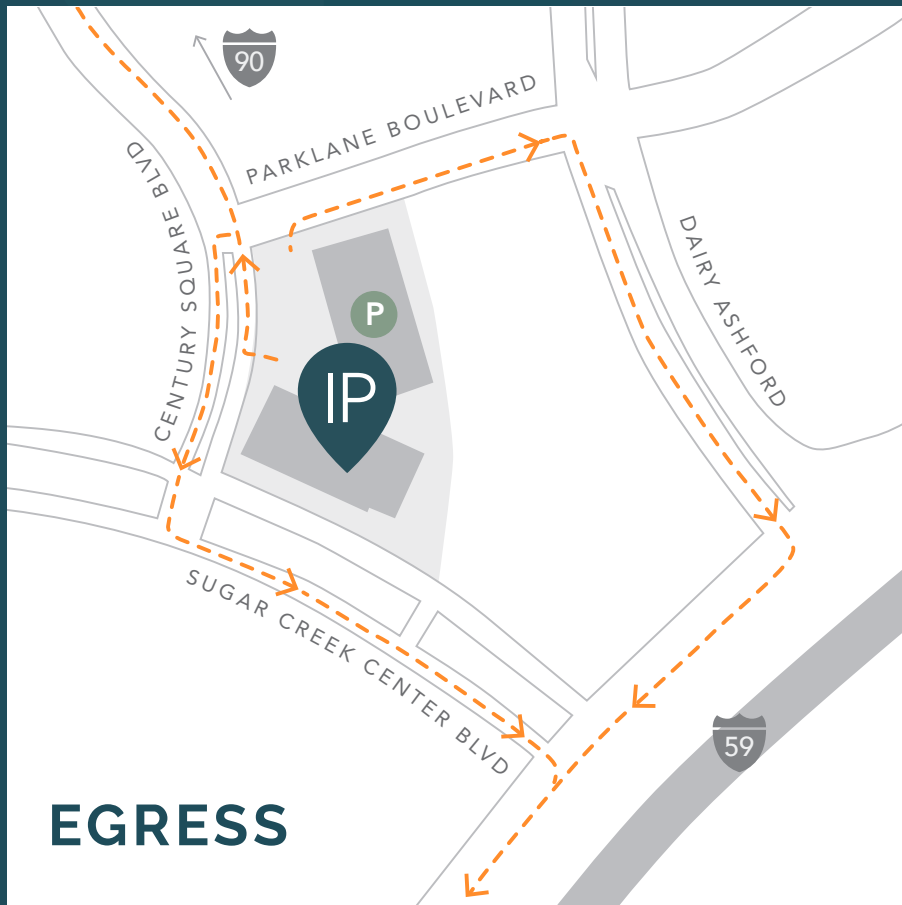 90
PARKLANE BOULEVARD
CENTURY SQUARE BLVD
DAIRY ASHFORD
P
IP
SUGAR CREEK CENTER BLVD
59
EGRESS